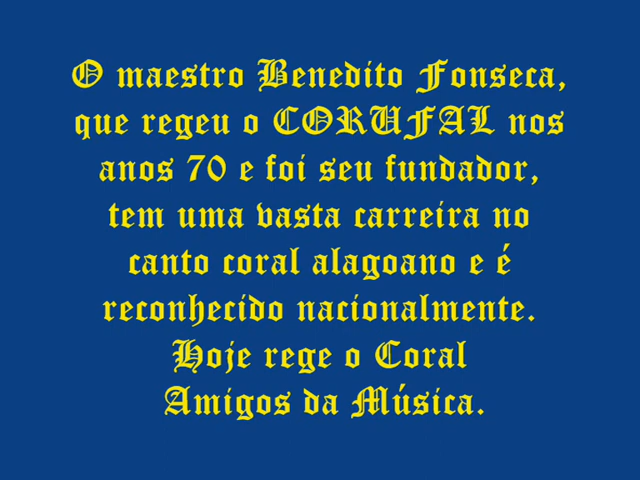 O maestro Benedito Fonseca,
que regeu o CORUFAL nos
anos 70 e foi seu fundador,
tem uma vasta carreira no
canto coral alagoano e é
reconhecido nacionalmente.
Hoje rege o Coral
Amigos da Música.